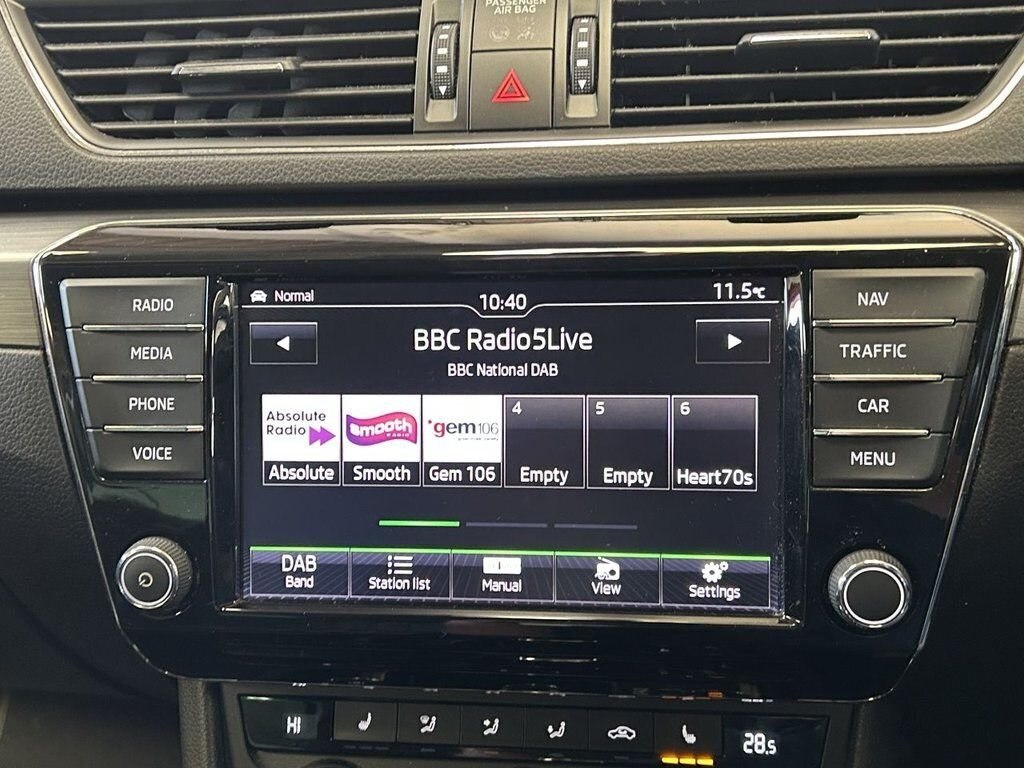 PASSENGER
AIR BAG
Normal
10:40
11.5°C
BBC Radio5Live
BBC National DAB
RADIO
MEDIA
PHONE
VOICE
NAV
TRAFFIC
CAR
MENU
Absolute
Radio
Absolute
smooth
RADIO
Smooth
gem106
Gem 106
4
Empty
5
Empty
6
Heart70s
DAB
Band
Station list
Manual
View
Settings
HI
28.5